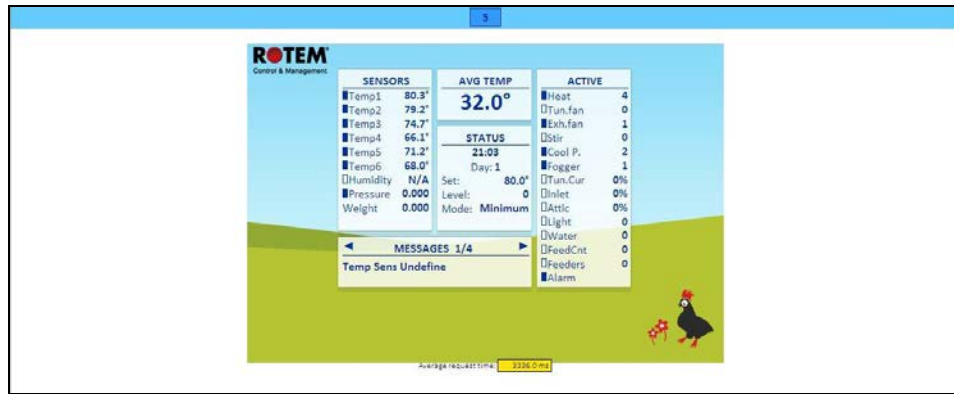 5
ROTEM
Control & Management
SENSORS
Temp1 80.3°
Temp2 79.2°
Temp3 74.7°
Temp4 66.1°
Temp5 71.2°
Temp6 68.0°
Humidity N/A
Pressure 0.000
Weight 0.000
AVG TEMP
32.0°
STATUS
21:03
Day: 1
Set: 80.0°
Level: 0
Mode: Minimum
ACTIVE
Heat 4
Tun.fan 0
Exh.fan 1
Stir 0
Cool P. 2
Fogger 1
Tun.Cur 0%
Inlet 0%
Attic 0%
Light 0
Water 0
FeedCnt 0
Feeders 0
Alarm
MESSAGES 1/4
Temp Sens Undefine
Average request time: 3336.0 ms